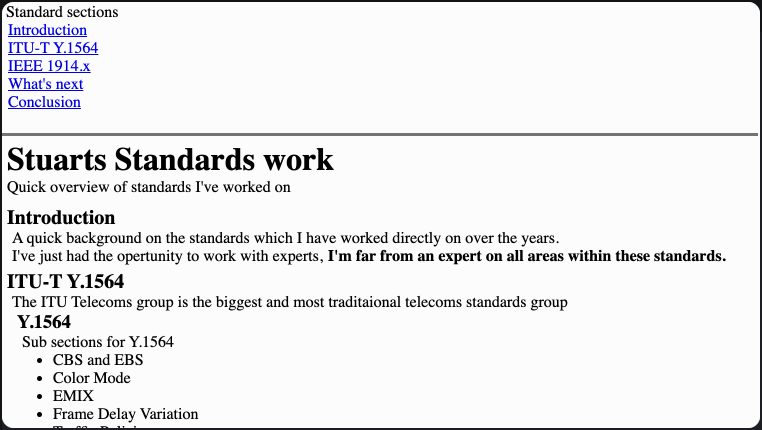 Standard sections
Introduction
ITU-T Y.1564
IEEE 1914.x
What's next
Conclusion
Stuarts Standards work
Quick overview of standards I've worked on
Introduction
A quick background on the standards which I have worked directly on over the years.
I've just had the opertunity to work with experts, I'm far from an expert on all areas within these standards.
ITU-T Y.1564
The ITU Telecoms group is the biggest and most traditaional telecoms standards group
Y.1564
Sub sections for Y.1564
CBS and EBS
Color Mode
EMIX
Frame Delay Variation